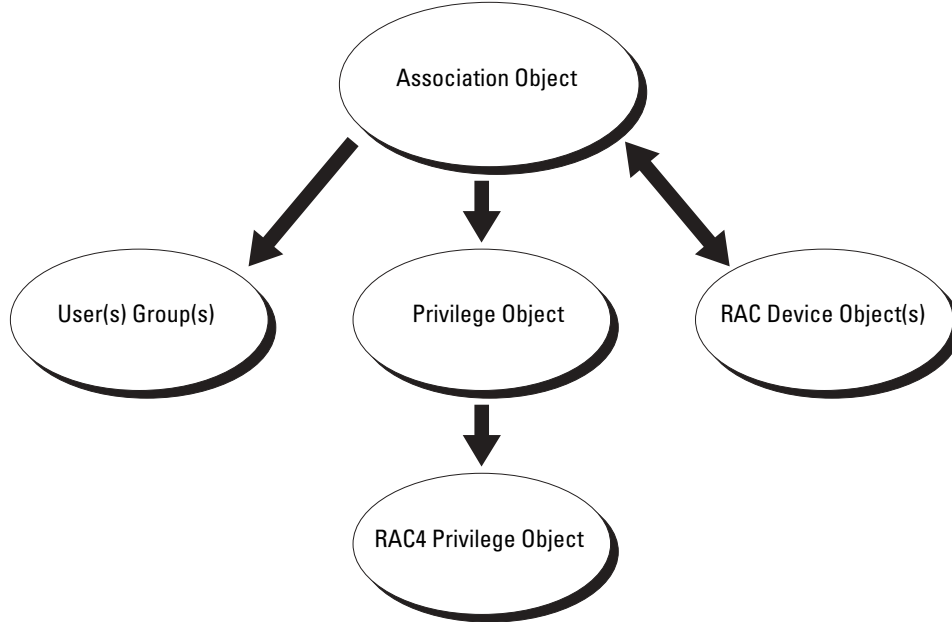 Association Object
User(s) Group(s)
Privilege Object
RAC Device Object(s)
RAC4 Privilege Object